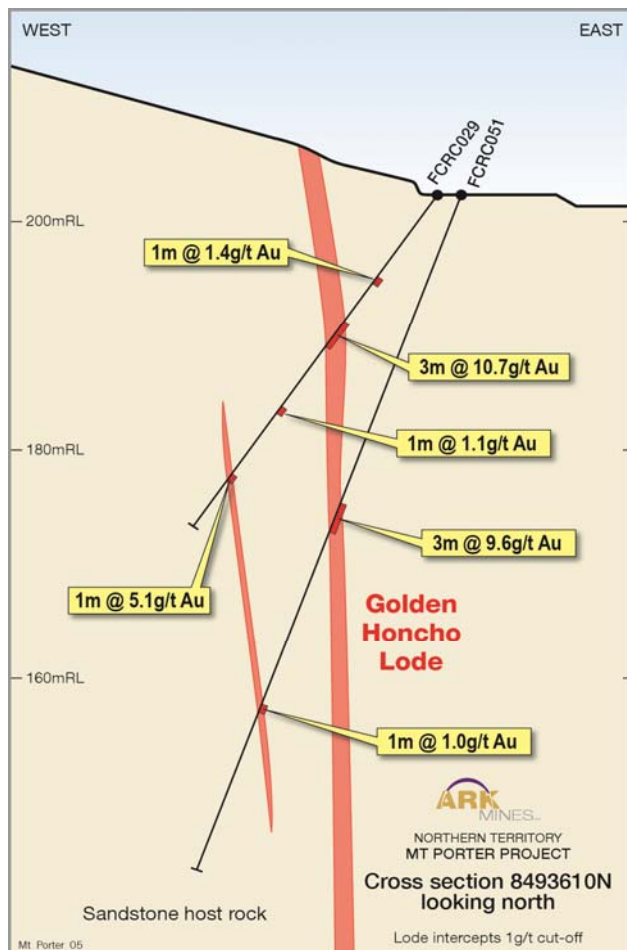 WEST
EAST
FCRC029
FCRC051
200mRL
1m @ 1.4g/t Au
3m @ 10.7g/t Au
1m @ 1.1g/t Au
180mRL
3m @ 9.6g/t Au
1m @ 5.1g/t Au
Golden
Honcho
Lode
160mRL
1m @ 1.0g/t Au
ARK
MINES
NORTHERN TERRITORY
MT PORTER PROJECT
Cross section 8493610N
looking north
Sandstone host rock
Lode intercepts 1g/t cut-off
Mt Porter 05